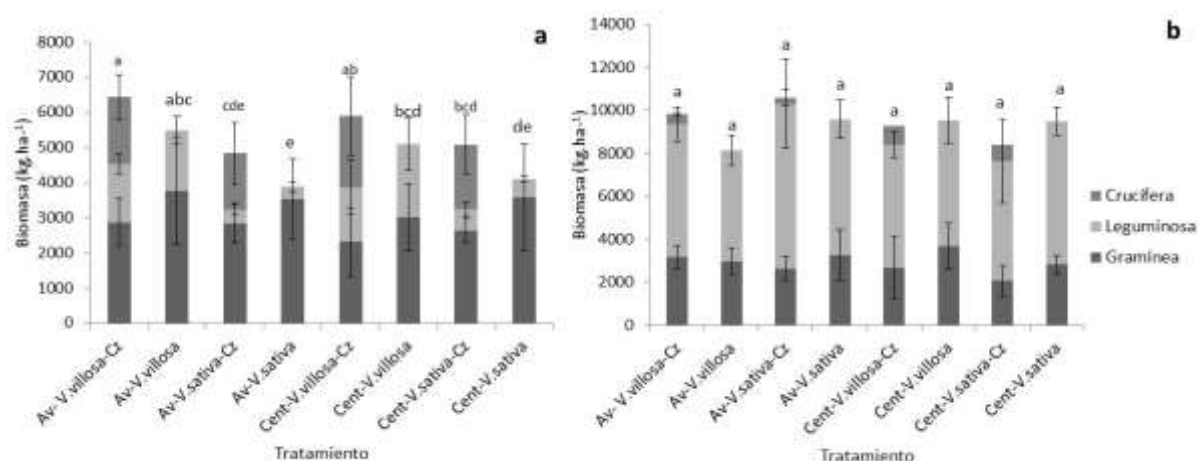 a
8000
7000
6000
5000
4000
3000
2000
1000
0
Biomasa (kg.ha⁻¹)
a
abc
cde
e
ab
bcd
bcd
de
Av- V.villosa-Cz
Av-V.villosa
Av-V.sativa-Cz
Av-V.sativa
Cent-V.villosa-Cz
Cent-V.villosa
Cent-V.sativa-Cz
Cent-V.sativa
Tratamiento
b
14000
12000
10000
8000
6000
4000
2000
0
Biomasa (kg.ha⁻¹)
a
a
a
a
a
a
a
a
Av- V.villosa-Cz
Av-V.villosa
Av-V.sativa-Cz
Av-V.sativa
Cent-V.villosa-Cz
Cent-V.villosa
Cent-V.sativa-Cz
Cent-V.sativa
Tratamiento
Crucífera
Leguminosa
Gramínea